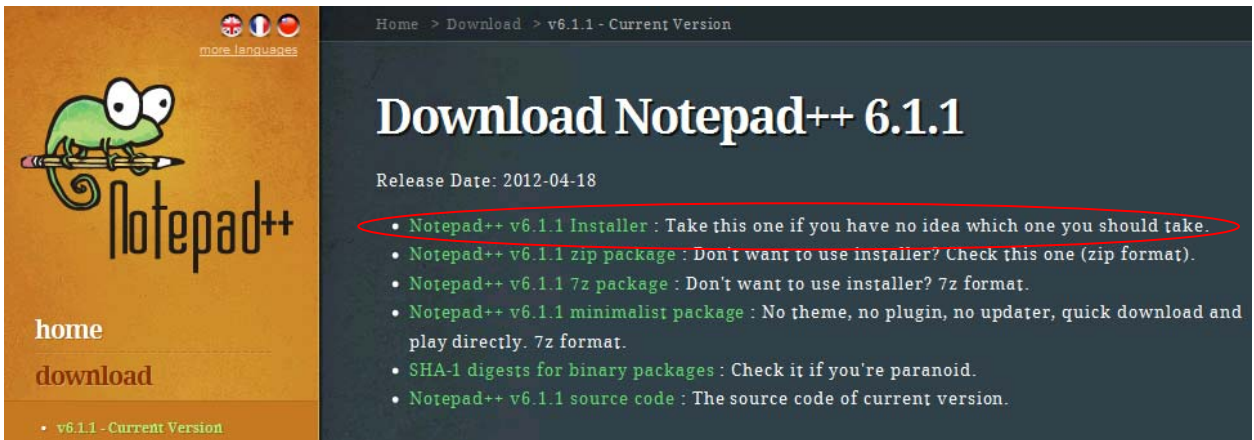 more languages
Notepad++
home
download
• v6.1.1 - Current Version
Home > Download > v6.1.1 - Current Version
Download Notepad++ 6.1.1
Release Date: 2012-04-18
• Notepad++ v6.1.1 Installer : Take this one if you have no idea which one you should take.
• Notepad++ v6.1.1 zip package : Don't want to use installer? Check this one (zip format).
• Notepad++ v6.1.1 7z package : Don't want to use installer? 7z format.
• Notepad++ v6.1.1 minimalist package : No theme, no plugin, no updater, quick download and
play directly. 7z format.
• SHA-1 digests for binary packages : Check it if you're paranoid.
• Notepad++ v6.1.1 source code : The source code of current version.